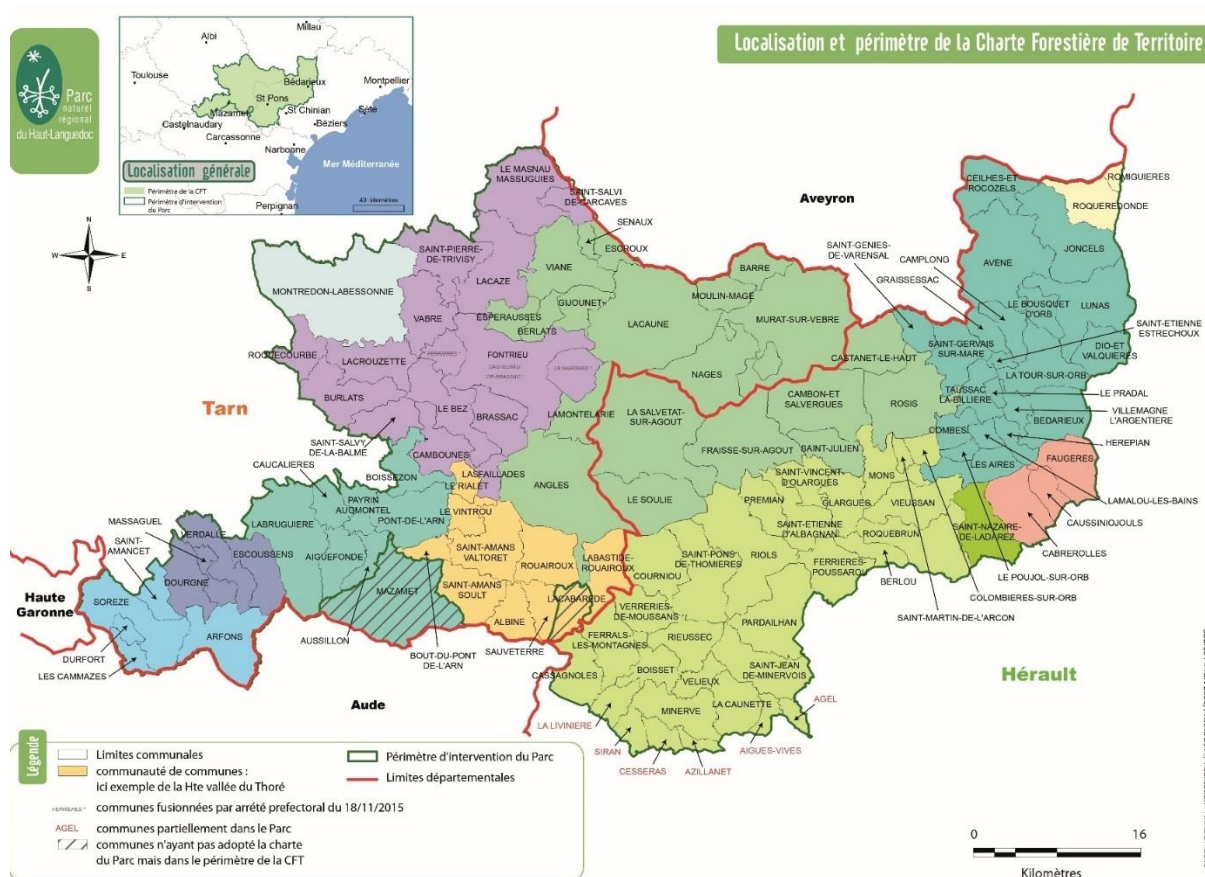 Parc
naturel
régional
du Haut-Languedoc
Albi
Millau
Toulouse
Bédarieux
Montpellier
St Pons
Mazamet
St Chinian
Sète
Castelnaudary
Béziers
Carcassonne
Narbonne
Mer Méditerranée
Localisation générale
Périmètre de la CFT
Périmètre d'intervention
du Parc
Perpignan
40 kilomètres
Localisation et périmètre de la Charte Forestière de Territoire
N
W
E
S
LE MASNAU
MASSUGUIES
SAINT-SALVI
DE-CARCAVES
SENAUX
ESCROUX
Aveyron
CEILHES-ET
ROCOZELS
ROMIGUIERES
ROQUEREDONDE
SAINT-PIERRE-
DE-TRIVISY
VIANE
LACAZE
BARRE
SAINT-GENIES-
DE-VARENSAL
CAMPLONG
GRAISSESSAC
AVENE
JONCELS
MONTREDON-LABESSONNIE
GIJOUNET
MOULIN-MAGE
VABRE
ESPERAUSSES
BERLATS
LACAUNE
MURAT-SUR-VEBRE
LE BOUSQUET
D'ORB
LUNAS
SAINT-ETIENNE
ESTRECHOUX
ROQUECOURBE
LACROUZETTE
FERRIERES *
FONTRIEU
CASTELNAU
DE-BRASSAC *
LE MARGNES *
NAGES
CASTANET-LE-HAUT
SAINT-GERVAIS
SUR-MARE
DIO-ET
VALQUIERES
LA TOUR-SUR-ORB
Tarn
BURLATS
LE BEZ
BRASSAC
LAMONTELARIE
LA SALVETAT-
SUR-AGOUT
CAMBON-ET
SALVERGUES
ROSIS
TAUSSAC
LA-BILLIERE
LE PRADAL
VILLEMAGNE
L'ARGENTIERE
BEDARIEUX
SAINT-SALVY
DE-LA-BALME
CAMBOUNES
FRAISSE-SUR-AGOUT
SAINT-JULIEN
COMBES
HEREPIAN
CAUCALIERES
BOISSEZON
LASFAILLADES
LE RIALET
ANGLES
SAINT-VINCENT
D'OLARGUES
MONS
LES AIRES
FAUGERES
MASSAGUEL
PAYRIN
AUGMONTEL
LE VINTROU
LE SOULIE
PREMIAN
OLARGUES
VIEUSSAN
LAMALOU-LES-BAINS
SAINT-
AMANCET
VERDALLE
LABRUGUIERE
PONT-DE-L'ARN
SAINT-ETIENNE
D'ALBAGNAN
ROQUEBRUN
SAINT-NAZAIRE-
DE-LADAREZ
CAUSSINIOJOULS
ESCOUSSENS
AIGUEFONDE
SAINT-AMANS
VALTORET
ROUAIROUX
LABASTIDE-
ROUAIROUX
SAINT-PONS
DE-THOMIERES
RIOLS
FERRIERES-
POUSSAROU
CABREROLLES
Haute
Garonne
DOURGNE
MAZAMET
SAINT-AMANS
SOULT
COURNIOU
BERLOU
LE POUJOL-SUR-ORB
COLOMBIERES-SUR-ORB
SAINT-MARTIN-DE-L'ARCON
SOREZE
LACABAREDE
VERRERIES-
DE-MOUSSANS
ARFONS
AUSSILLON
ALBINE
PARDAILHAN
DURFORT
BOUT-DU-PONT
DE-L'ARN
SAUVETERRE
FERRALS-
LES-MONTAGNES
RIEUSSEC
LES CAMMAZES
CASSAGNOLES
BOISSET
VELIEUX
SAINT-JEAN
DE-MINERVOIS
Hérault
Aude
MINERVE
LA CAUNETTE
AGEL
LA LIVINIERE
SIRAN
CESSERAS
AZILLANET
AIGUES-VIVES
Légende
Limites communales
communauté de communes :
ici exemple de la Hte vallée du Thoré
FERRIERES *
communes fusionnées par arrété prefectoral du 18/11/2015
AGEL
communes partiellement dans le Parc
communes n'ayant pas adopté la charte
du Parc mais dans le périmètre de la CFT
Périmètre d'intervention du Parc
Limites départementales
0
16
Kilomètres